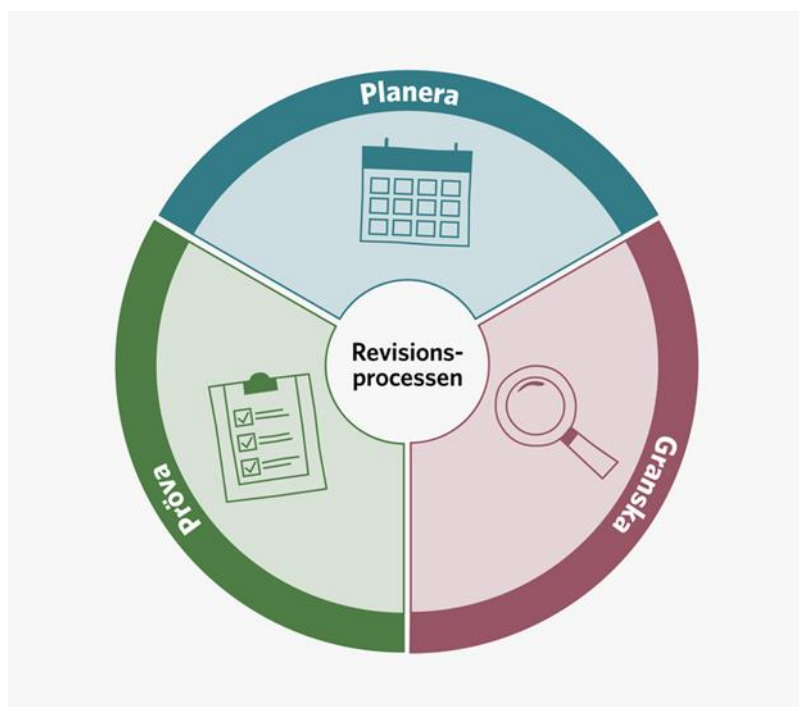 Planera
Revisions-
processen
Granska
Pröva